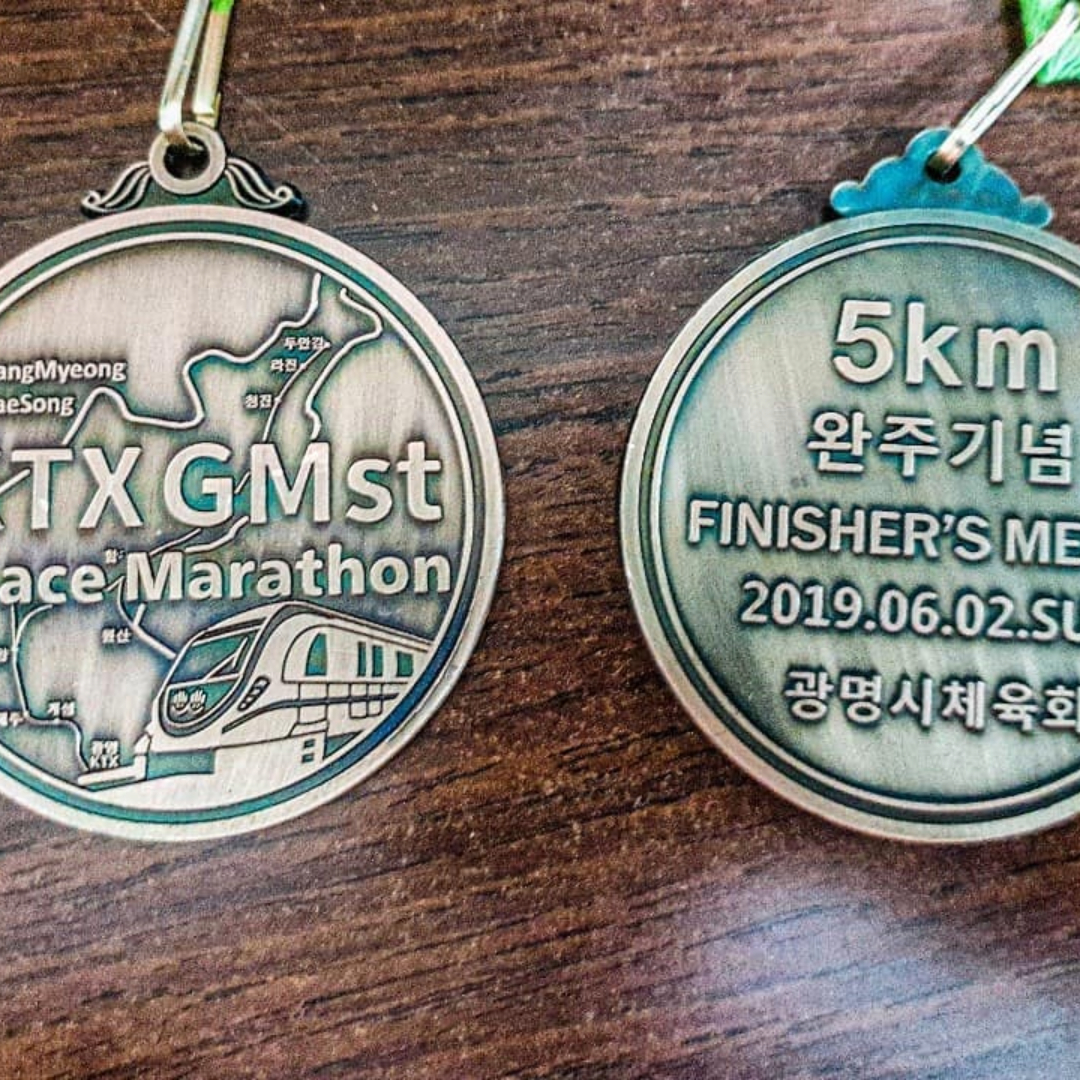 angMyeong
aeSong
두만강
라진
청진
TX GMst
ace Marathon
원산
개성
광명
KTX
5km
완주기념
FINISHER'S ME
2019.06.02.SU
광명시체육회